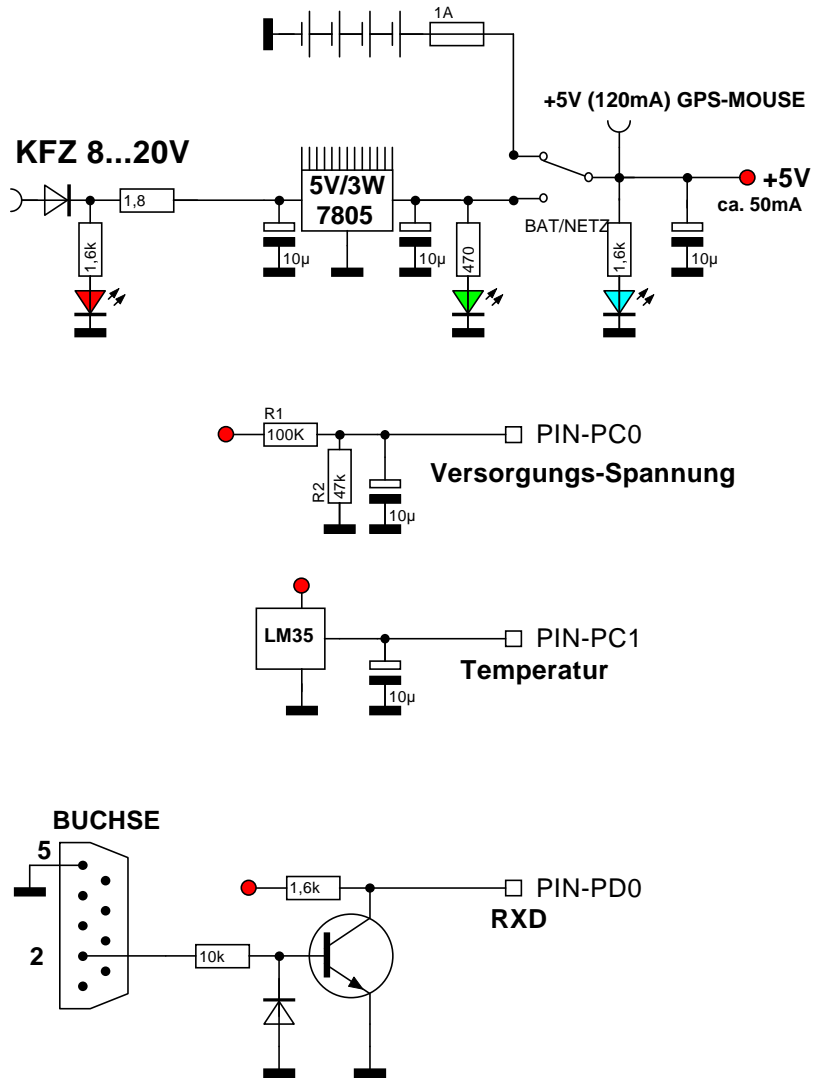 1A
+5V (120mA) GPS-MOUSE
KFZ 8...20V
1,8
5V/3W
7805
+5V
ca. 50mA
BAT/NETZ
1,6k
10µ
10µ
470
1,6k
10µ
R1
100K
PIN-PC0
Versorgungs-Spannung
R2
47k
10µ
LM35
PIN-PC1
Temperatur
10µ
BUCHSE
5
1,6k
PIN-PD0
RXD
2
10k